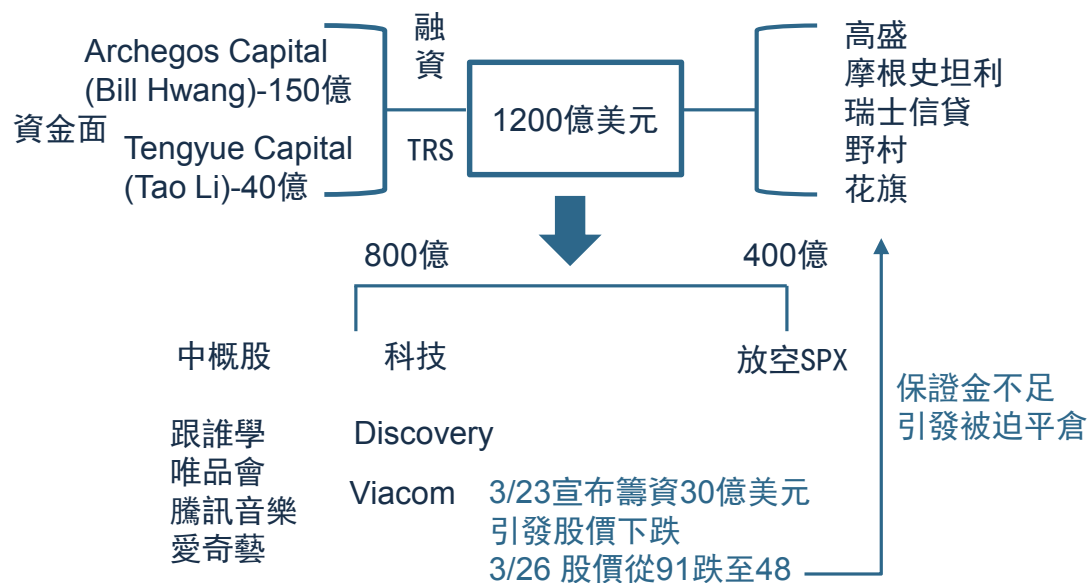 資金面
Archegos Capital
(Bill Hwang)-150億
Tengyue Capital
(Tao Li)-40億
融
資
TRS
1200億美元
高盛
摩根史坦利
瑞士信貸
野村
花旗
800億
400億
中概股
科技
放空SPX
跟誰學
唯品會
騰訊音樂
愛奇藝
Discovery
Viacom
3/23宣布籌資30億美元
引發股價下跌
3/26 股價從91跌至48
保證金不足
引發被迫平倉